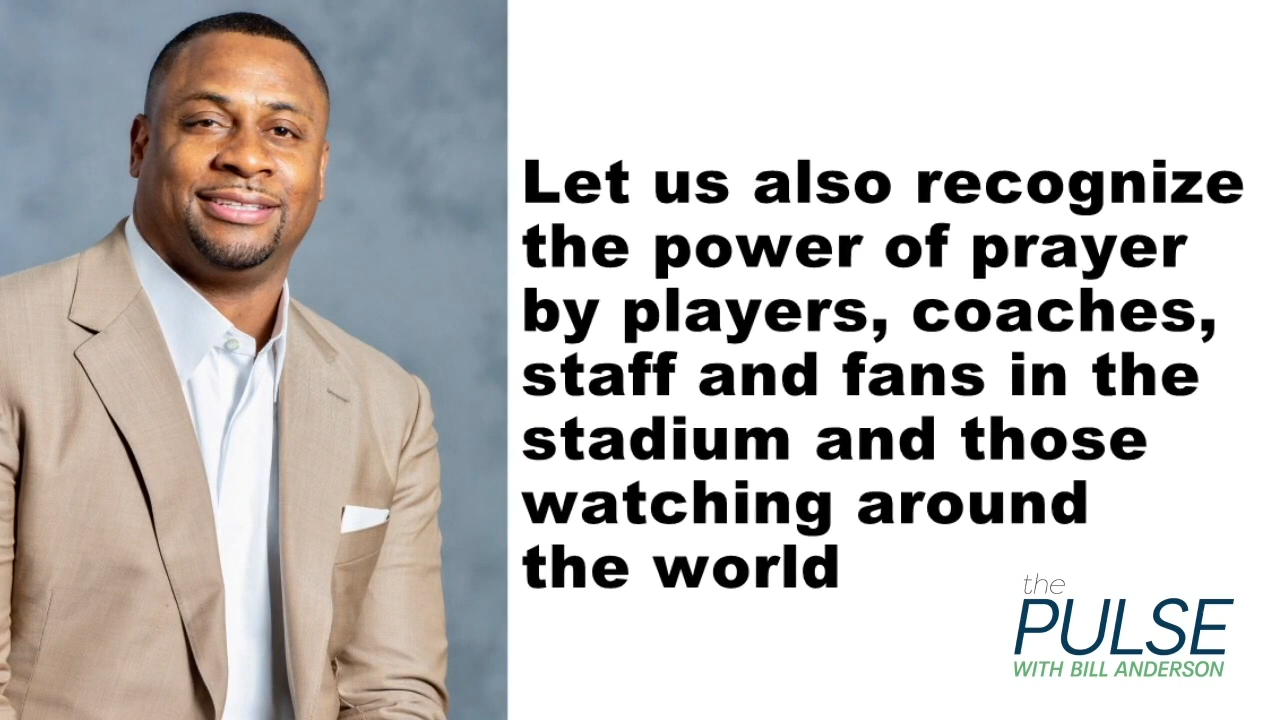 Let us also recognize
the power of prayer
by players, coaches,
staff and fans in the
stadium and those
watching around
the world
the
PULSE
WITH BILL ANDERSON